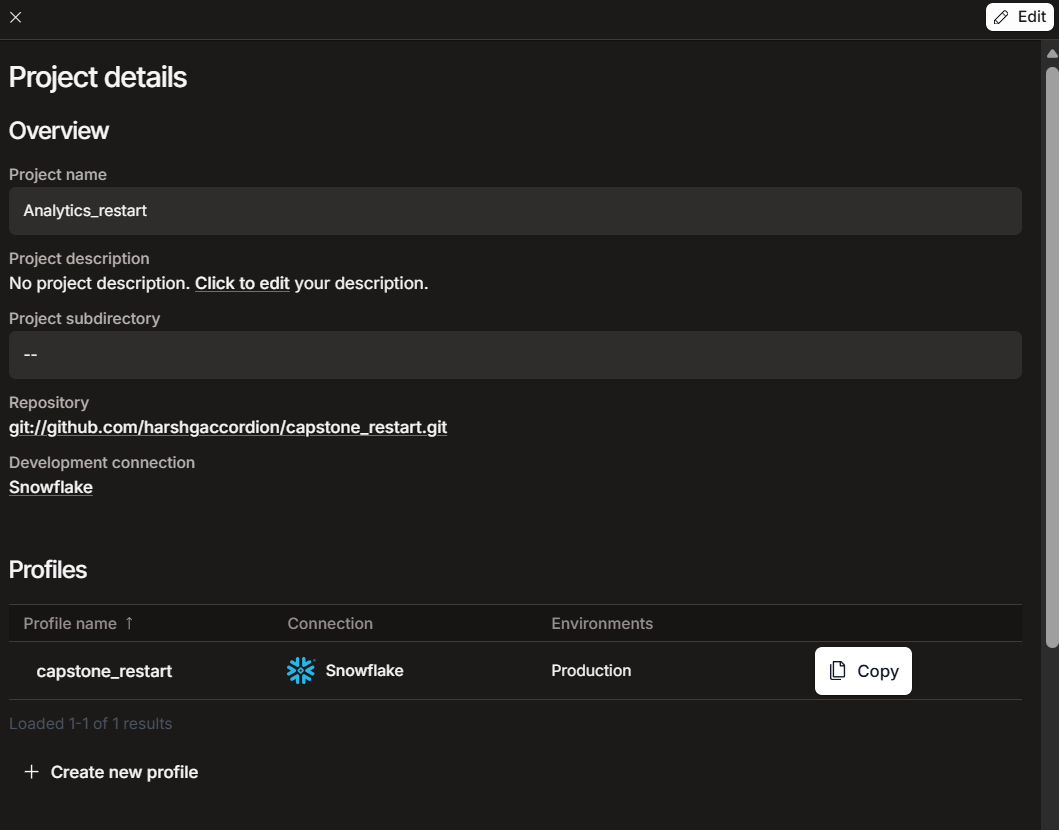 Edit
Project details
Overview
Project name
Analytics_restart
Project description
No project description. Click to edit your description.
Project subdirectory
--
Repository
git://github.com/harshgaccordion/capstone_restart.git
Development connection
Snowflake
Profiles
Profile name ↑ Connection Environments
capstone_restart Snowflake Production Copy
Loaded 1-1 of 1 results
+ Create new profile